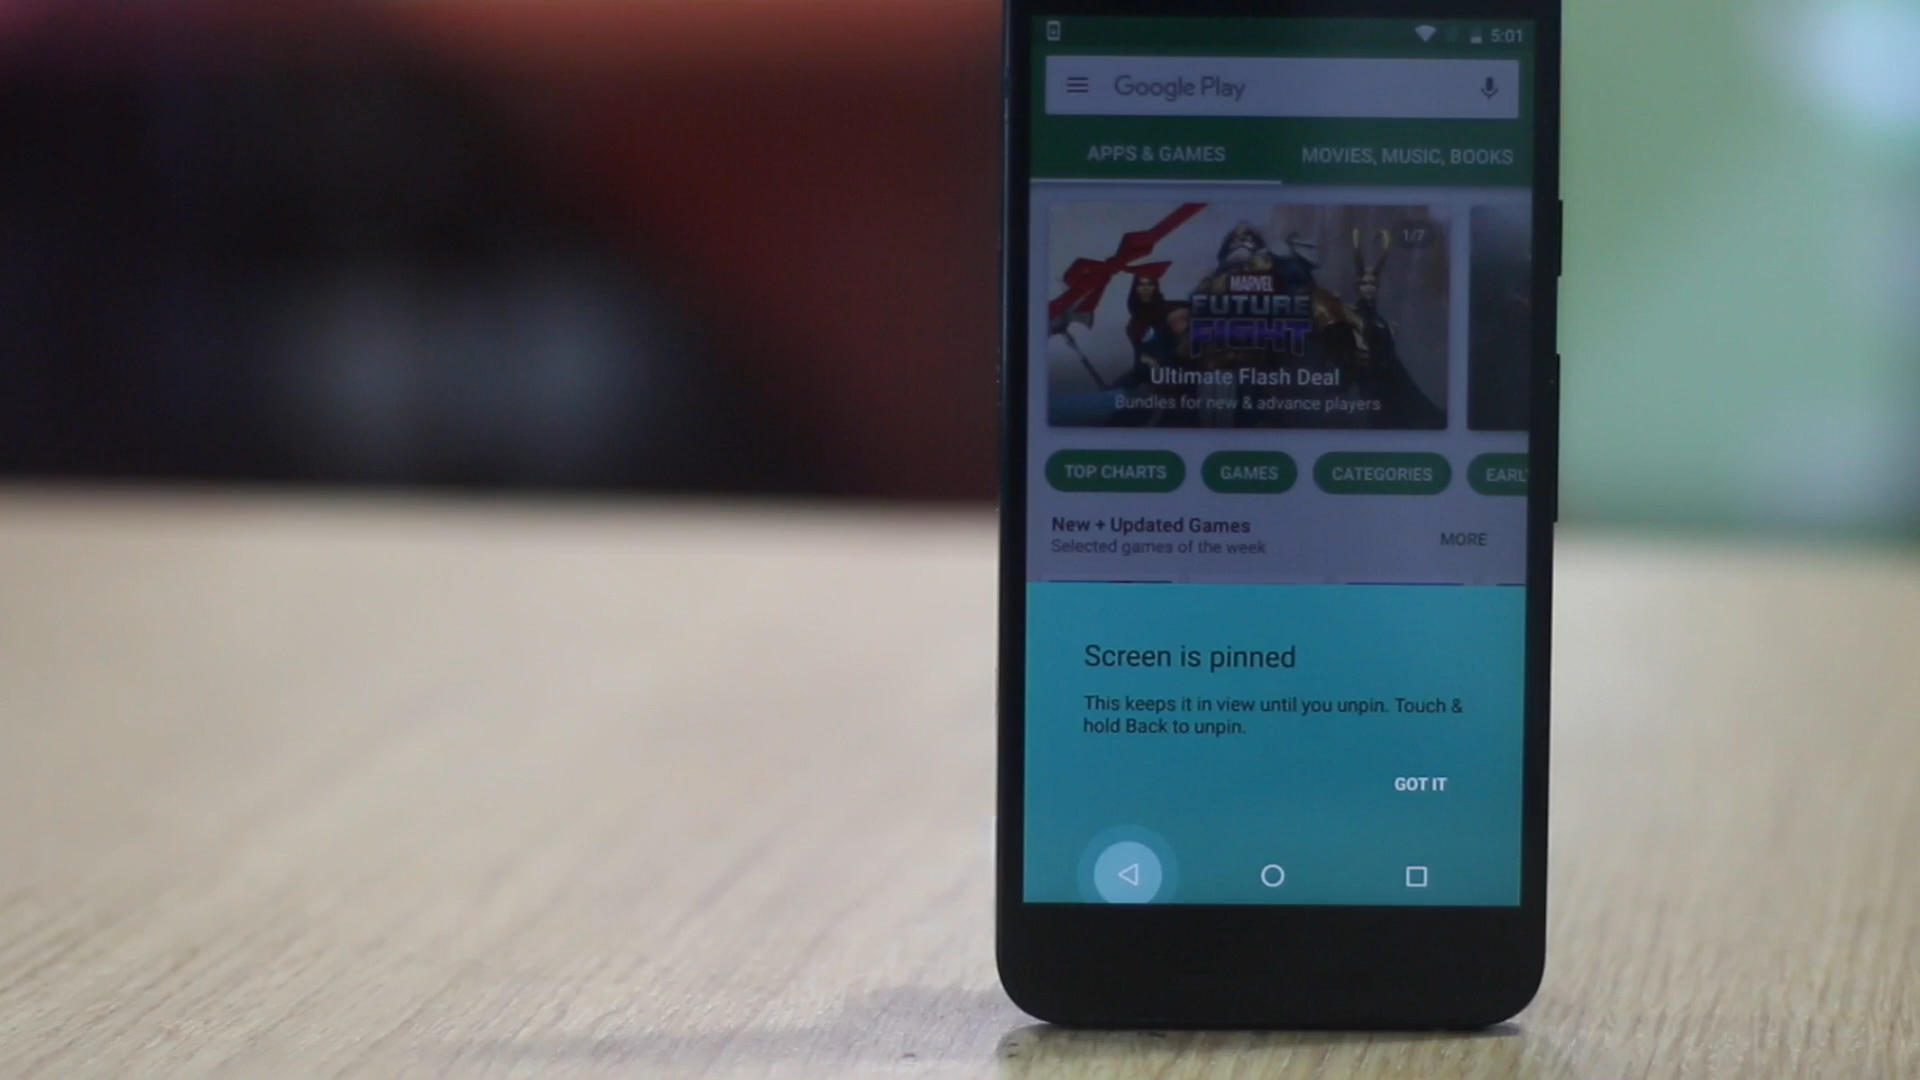 5:01
Google Play
APPS & GAMES
MOVIES, MUSIC, BOOKS
1/7
MARVEL
FUTURE
FIGHT
Ultimate Flash Deal
Bundles for new & advance players
TOP CHARTS
GAMES
CATEGORIES
EARL
New + Updated Games
Selected games of the week
MORE
Screen is pinned
This keeps it in view until you unpin. Touch &
hold Back to unpin.
GOT IT